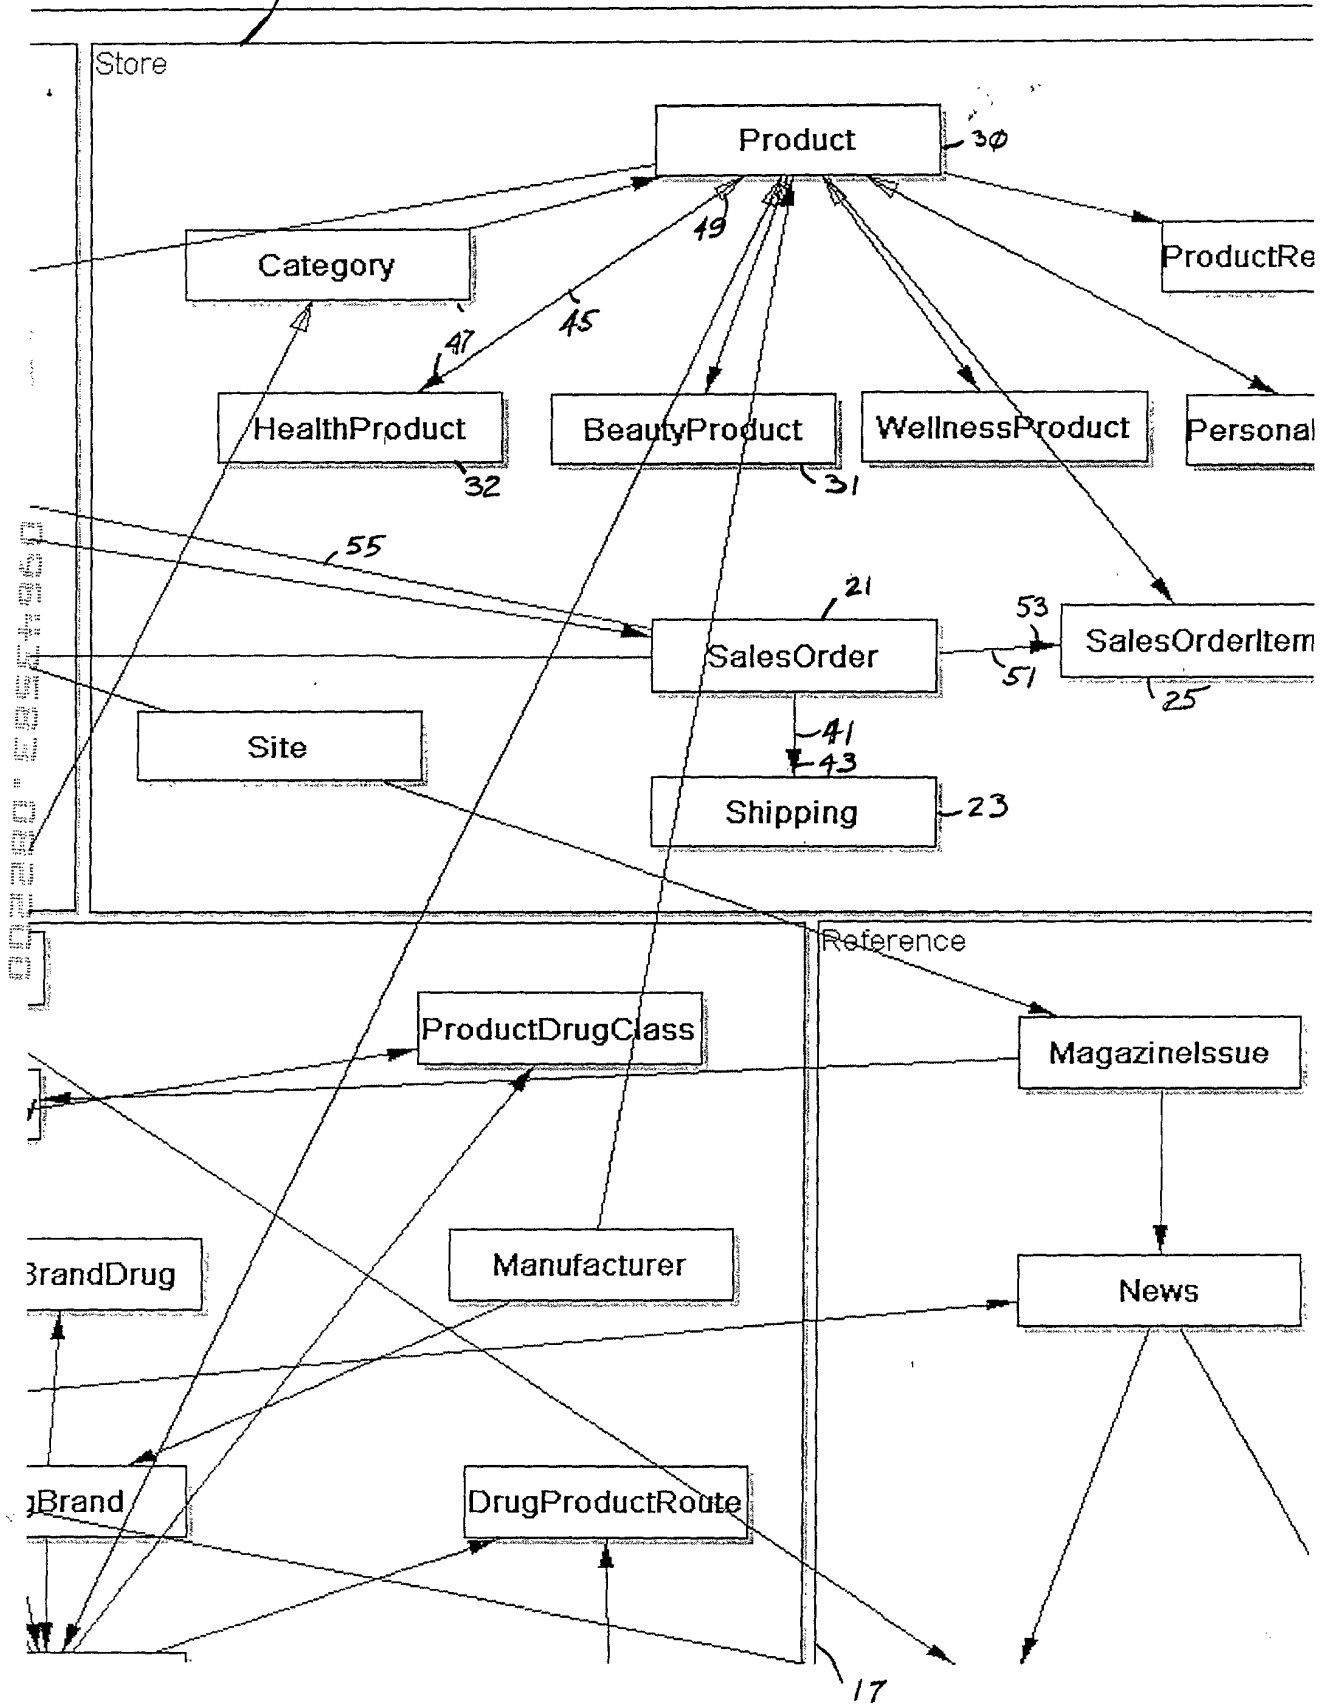 Store
Product
30
49
Category
ProductRe
45
47
HealthProduct
BeautyProduct
WellnessProduct
Personal
32
31
55
21
53
SalesOrder
SalesOrderItem
51
25
Site
41
43
Shipping
23
Reference
ProductDrugClass
MagazineIssue
BrandDrug
Manufacturer
News
gBrand
DrugProductRoute
17